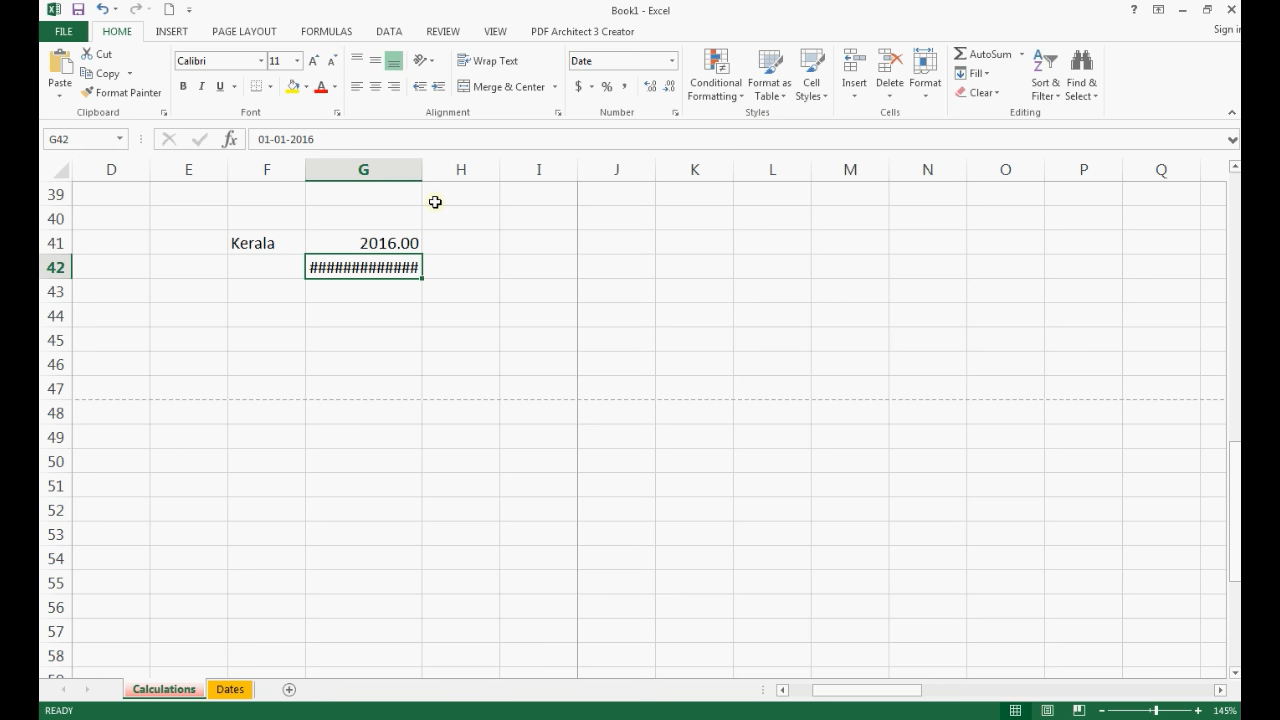 Book1 - Excel
?
FILE HOME INSERT PAGE LAYOUT FORMULAS DATA REVIEW VIEW PDF Architect 3 Creator
Sign in
Paste
Cut
Copy
Format Painter
Clipboard
Calibri 11
B I U A
Font
Wrap Text
Merge & Center
Alignment
Date
$ % ,
Number
Conditional Formatting
Format as Table
Cell Styles
Styles
Insert
Delete
Format
Cells
AutoSum
Fill
Clear
Sort & Filter
Find & Select
Editing
G42 fx 01-01-2016
D E F G H I J K L M N O P Q
39
40
41 Kerala 2016.00
42 #############
43
44
45
46
47
48
49
50
51
52
53
54
55
56
57
58
Calculations Dates
READY 145%